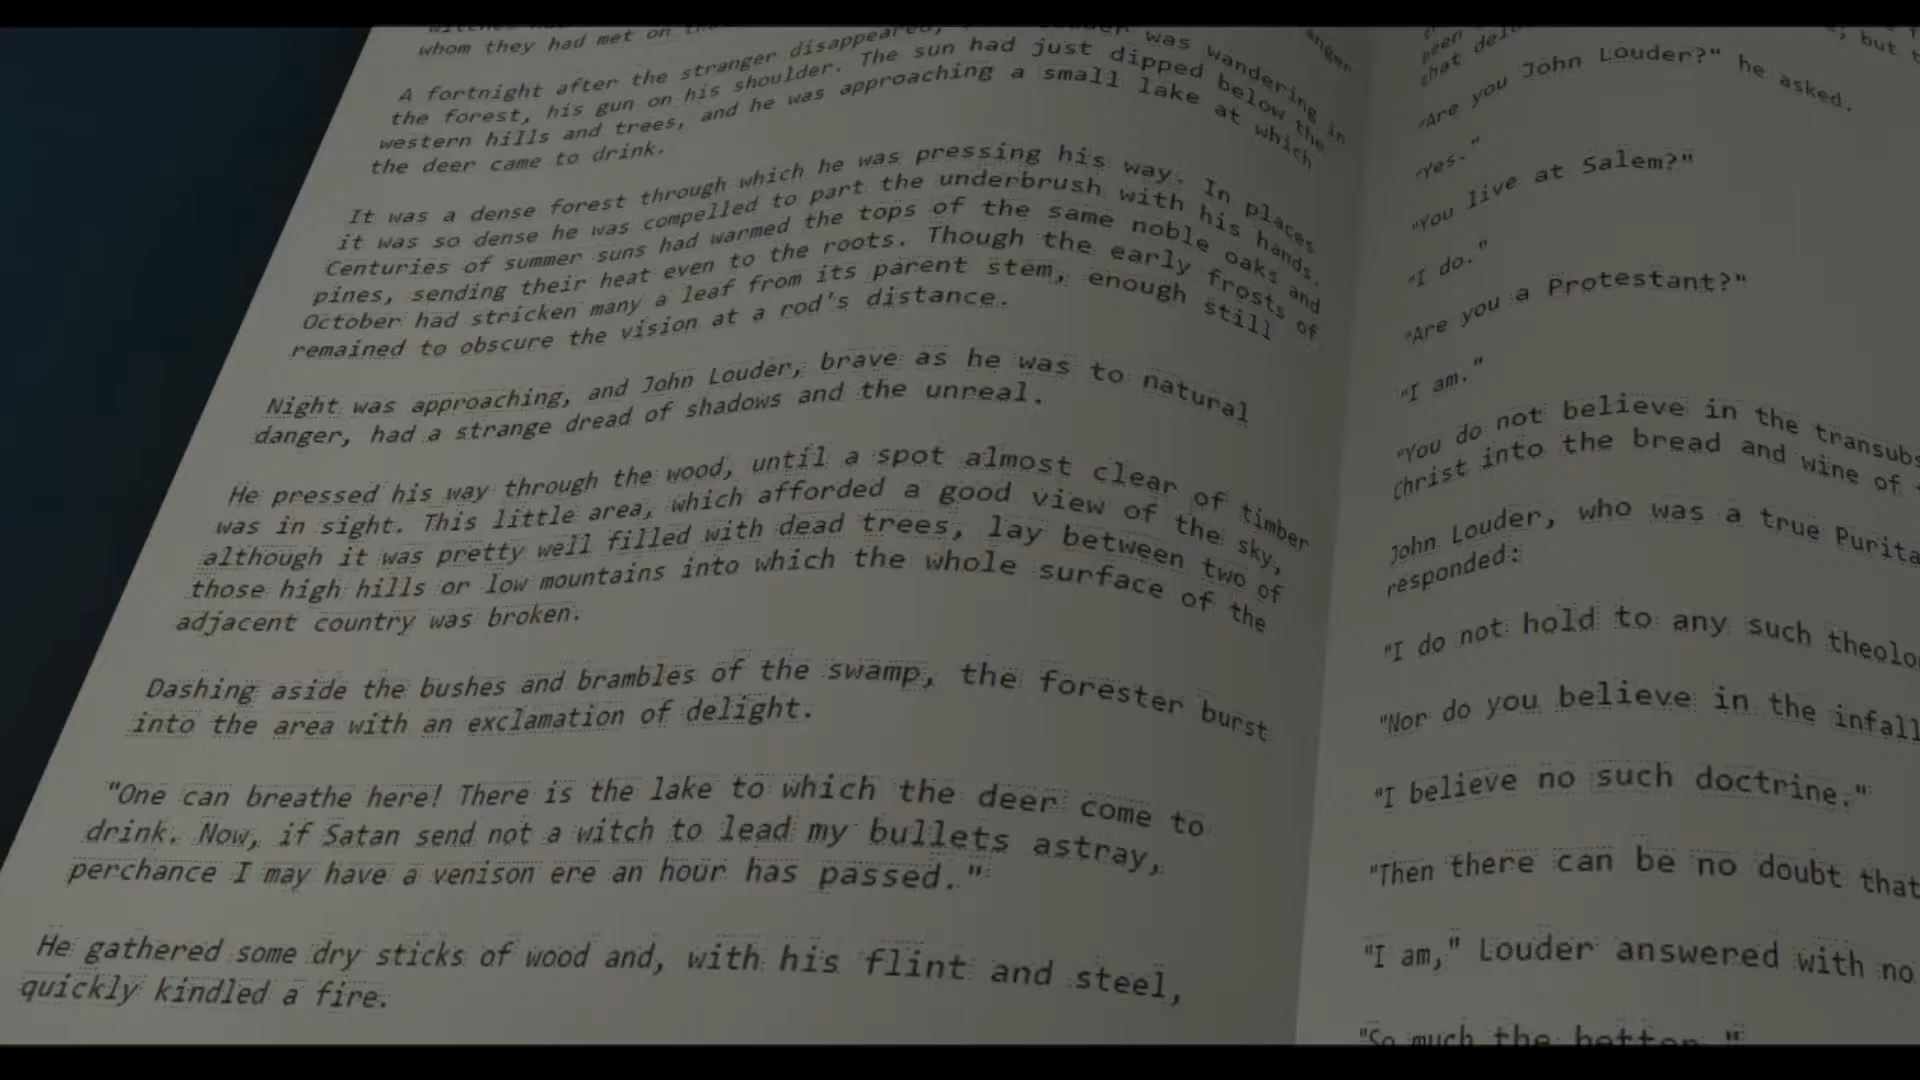 whom they had met on
A fortnight after the stranger disappeared, Louder was wandering in
the forest, his gun on his shoulder. The sun had just dipped below the
western hills and trees, and he was approaching a small lake at which
the deer came to drink.
It was a dense forest through which he was pressing his way. In places
it was so dense he was compelled to part the underbrush with his hands.
Centuries of summer suns had warmed the tops of the same noble oaks and
pines, sending their heat even to the roots. Though the early frosts of
October had stricken many a leaf from its parent stem, enough still
remained to obscure the vision at a rod's distance.
Night was approaching, and John Louder, brave as he was to natural
danger, had a strange dread of shadows and the unreal.
He pressed his way through the wood, until a spot almost clear of timber
was in sight. This little area, which afforded a good view of the sky,
although it was pretty well filled with dead trees, lay between two of
those high hills or low mountains into which the whole surface of the
adjacent country was broken.
Dashing aside the bushes and brambles of the swamp, the forester burst
into the area with an exclamation of delight.
"One can breathe here! There is the lake to which the deer come to
drink. Now, if Satan send not a witch to lead my bullets astray,
perchance I may have a venison ere an hour has passed."
He gathered some dry sticks of wood and, with his flint and steel,
quickly kindled a fire.
been
that
but
"Are you John Louder?" he asked.
"Yes."
"You live at Salem?"
"I do."
"Are you a Protestant?"
"I am."
"You do not believe in the transubs
Christ into the bread and wine of
John Louder, who was a true Purita
responded:
"I do not hold to any such theolo
"Nor do you believe in the infall
"I believe no such doctrine."
"Then there can be no doubt that
"I am," Louder answered with no
"So much the better."